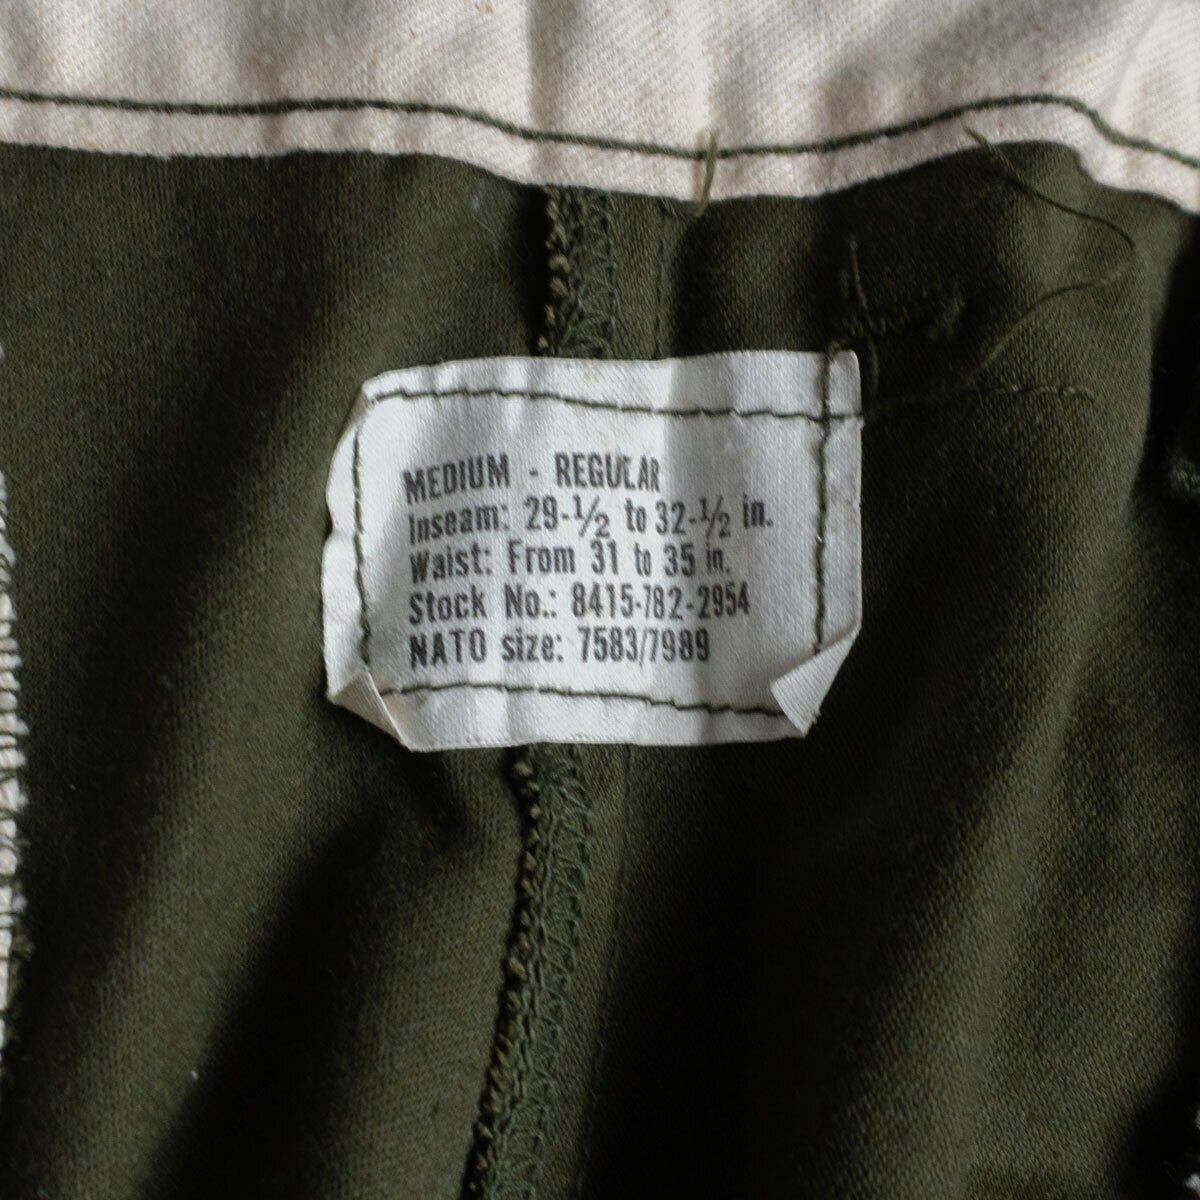 MEDIUM - REGULAR
Inseam: 29-1/2 to 32-1/2 in.
Waist: From 31 to 35 in.
Stock No.: 8415-782-2954
NATO size: 7583/7989